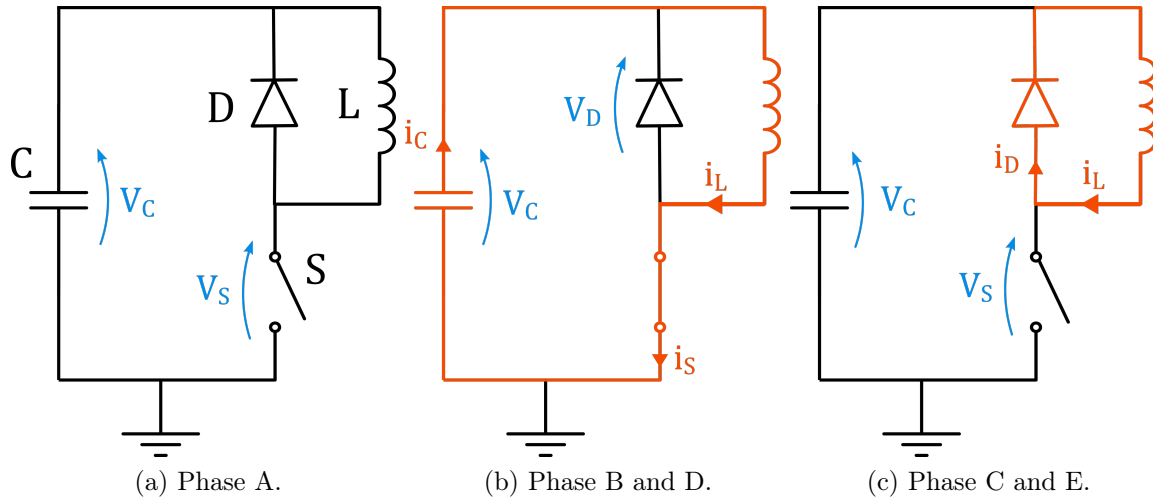 C
V_C
D
L
V_S
S
(a) Phase A.
i_C
V_C
V_D
i_L
i_S
(b) Phase B and D.
V_C
i_D
i_L
V_S
(c) Phase C and E.